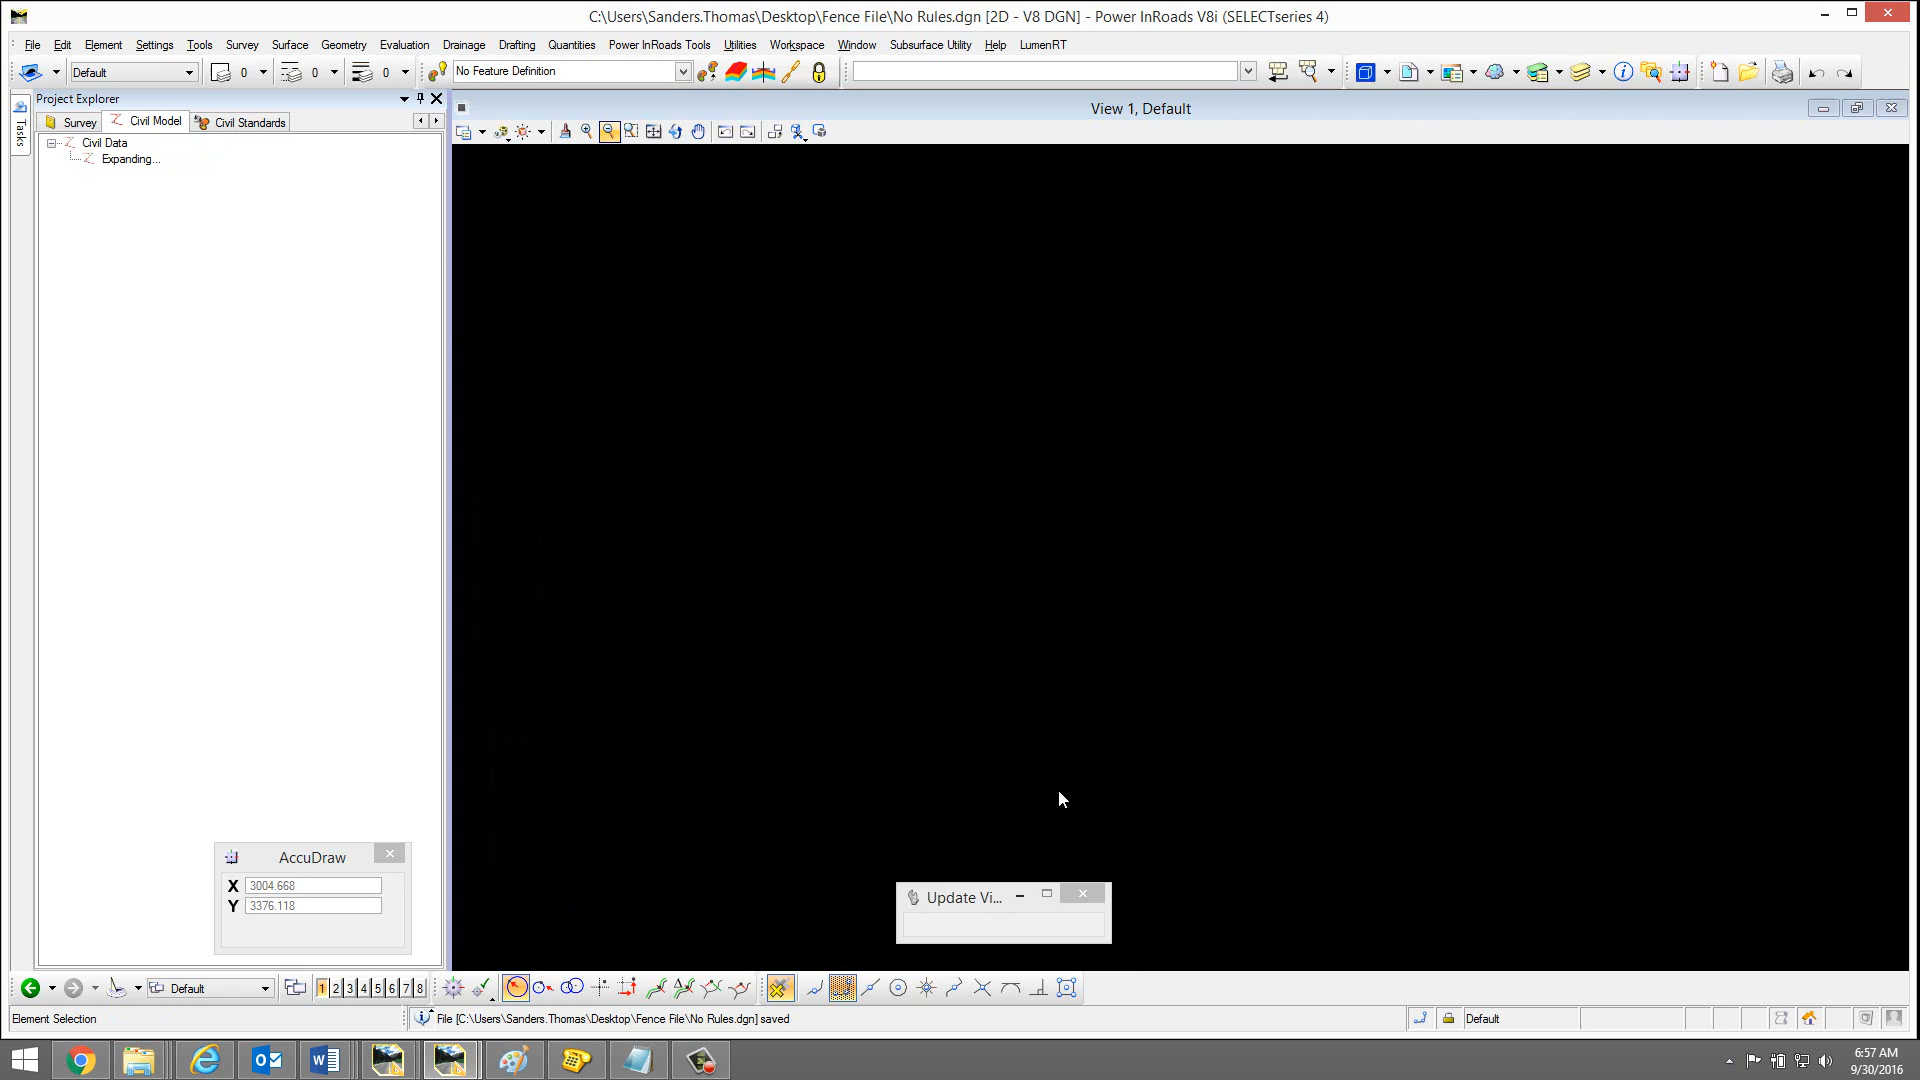 C:\Users\Sanders.Thomas\Desktop\Fence File\No Rules.dgn [2D - V8 DGN] - Power InRoads V8i (SELECTseries 4)
File Edit Element Settings Tools Survey Surface Geometry Evaluation Drainage Drafting Quantities Power InRoads Tools Utilities Workspace Window Subsurface Utility Help LumenRT
Default 0 0 0 No Feature Definition
Project Explorer
View 1, Default
Survey Civil Model Civil Standards
Tasks
Civil Data
Expanding...
AccuDraw
X 3004.668
Y 3376.118
Update Vi...
Default 1 2 3 4 5 6 7 8
Element Selection File [C:\Users\Sanders.Thomas\Desktop\Fence File\No Rules.dgn] saved Default
6:57 AM
9/30/2016